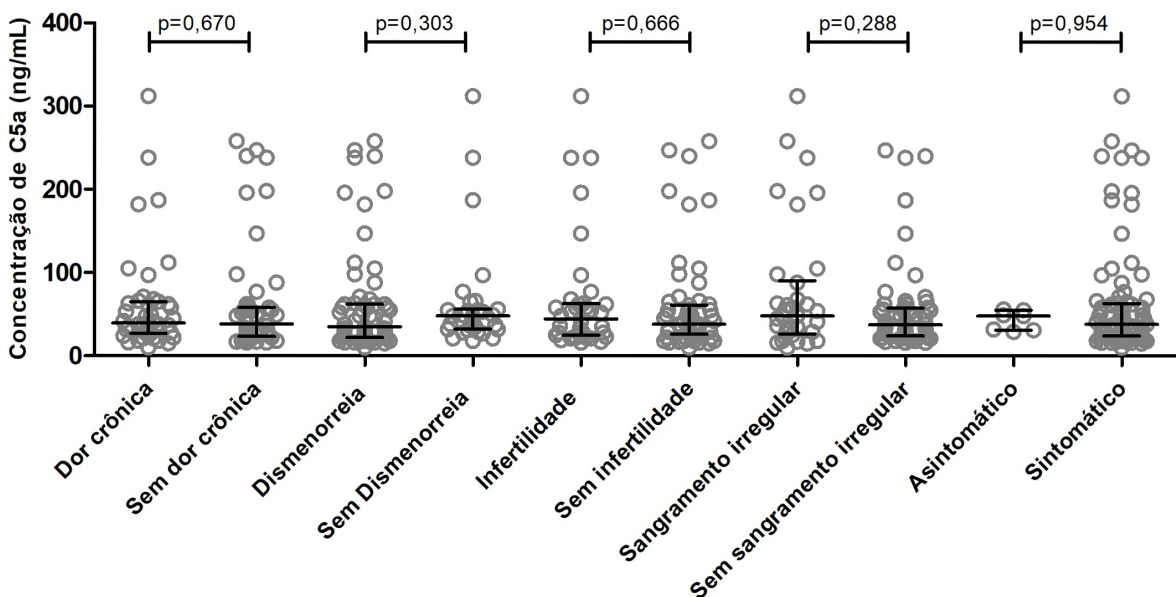 p=0,670
p=0,303
p=0,666
p=0,288
p=0,954
Concentração de C5a (ng/mL)
400
300
200
100
0
Dor crônica
Sem dor crônica
Dismenorreia
Sem Dismenorreia
Infertilidade
Sem infertilidade
Sangramento irregular
Sem sangramento irregular
Asintomático
Sintomático